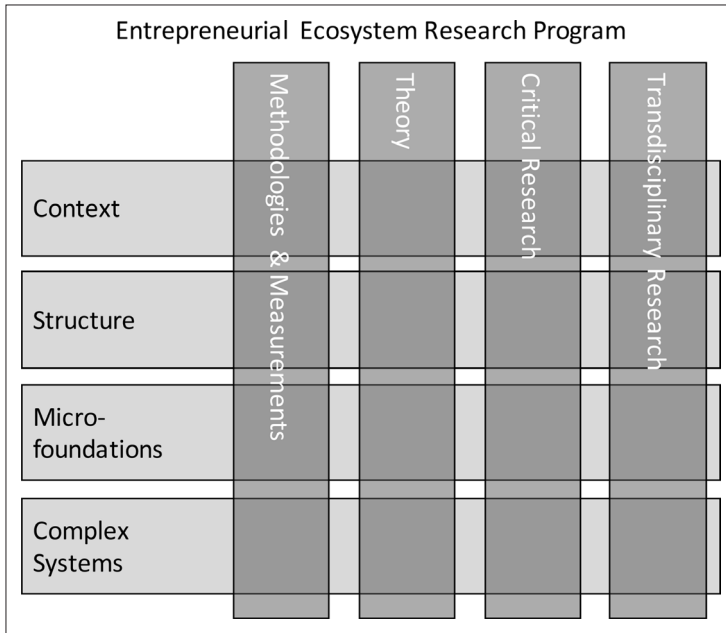 Entrepreneurial Ecosystem Research Program
Methodologies & Measurements
Theory
Critical Research
Transdisciplinary Research
Context
Structure
Micro-
foundations
Complex
Systems